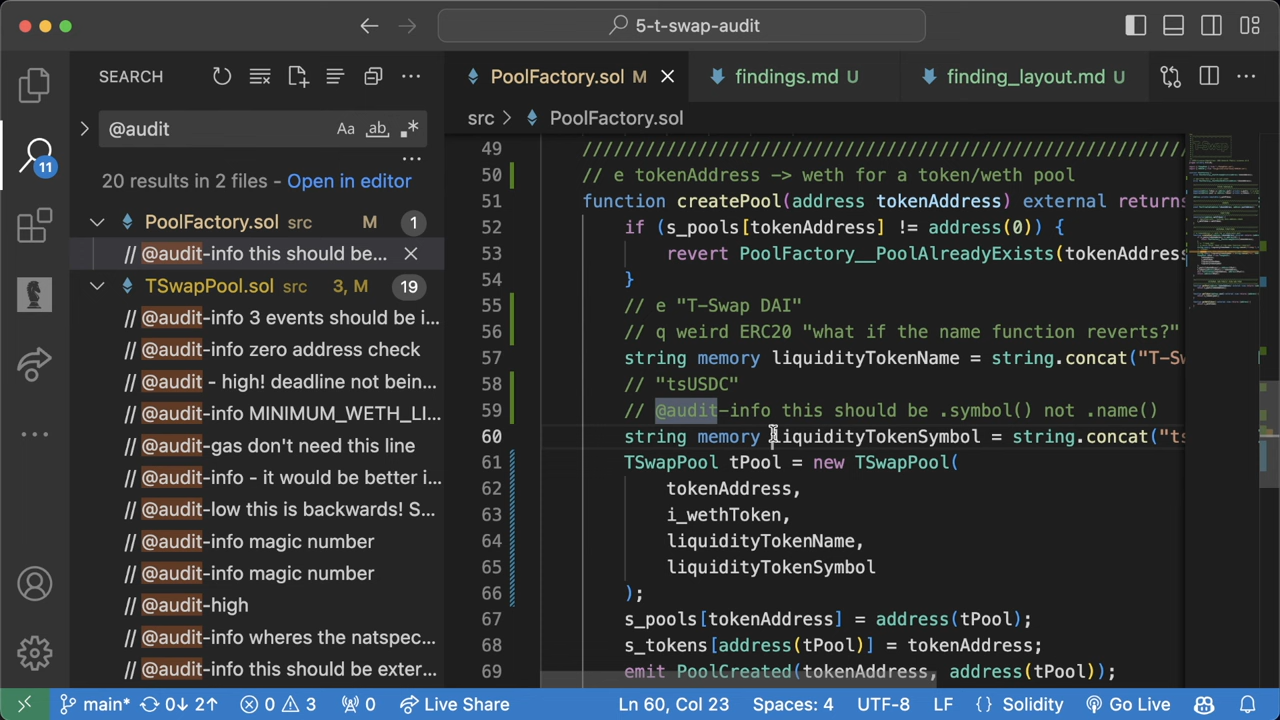 5-t-swap-audit
SEARCH
@audit
Aa ab
20 results in 2 files - Open in editor
PoolFactory.sol src M 1
// @audit-info this should be...
TSwapPool.sol src 3, M 19
// @audit-info 3 events should be i...
// @audit-info zero address check
// @audit - high! deadline not bein...
// @audit-info MINIMUM_WETH_LI...
// @audit-gas don't need this line
// @audit-info - it would be better i...
// @audit-low this is backwards! S...
// @audit-info magic number
// @audit-info magic number
// @audit-high
// @audit-info wheres the natspec...
// @audit-info this should be exter...
11
PoolFactory.sol M
findings.md U
finding_layout.md U
src > PoolFactory.sol
49 //////////////////////////////////////////////////////////
50 // e tokenAddress -> weth for a token/weth pool
51 function createPool(address tokenAddress) external returns
52 if (s_pools[tokenAddress] != address(0)) {
53 revert PoolFactory__PoolAlreadyExists(tokenAddress
54 }
55 // e "T-Swap DAI"
56 // q weird ERC20 "what if the name function reverts?"
57 string memory liquidityTokenName = string.concat("T-Sw
58 // "tsUSDC"
59 // @audit-info this should be .symbol() not .name()
60 string memory liquidityTokenSymbol = string.concat("ts
61 TSwapPool tPool = new TSwapPool(
62 tokenAddress,
63 i_wethToken,
64 liquidityTokenName,
65 liquidityTokenSymbol
66 );
67 s_pools[tokenAddress] = address(tPool);
68 s_tokens[address(tPool)] = tokenAddress;
69 emit PoolCreated(tokenAddress, address(tPool));
main* 0↓ 2↑ 0 3 0 Live Share Ln 60, Col 23 Spaces: 4 UTF-8 LF {} Solidity Go Live